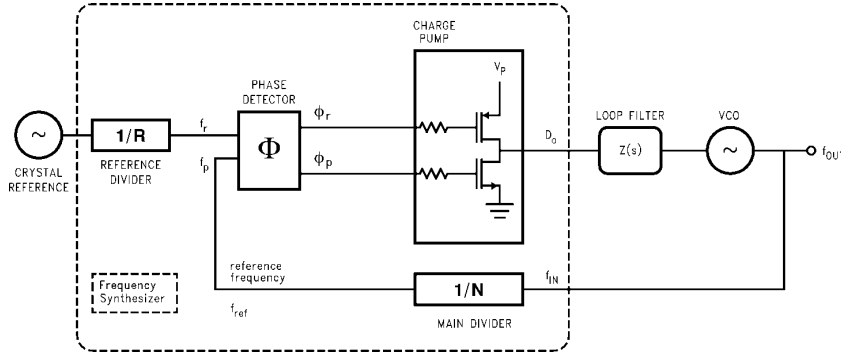 CHARGE
PUMP
V_P
PHASE
DETECTOR
LOOP FILTER
VCO
f_r
ϕ_r
D_o
~
1/R
Φ
Z(s)
~
f_OUT
CRYSTAL
REFERENCE
REFERENCE
DIVIDER
f_p
ϕ_p
reference
frequency
f_IN
Frequency
Synthesizer
1/N
f_ref
MAIN DIVIDER